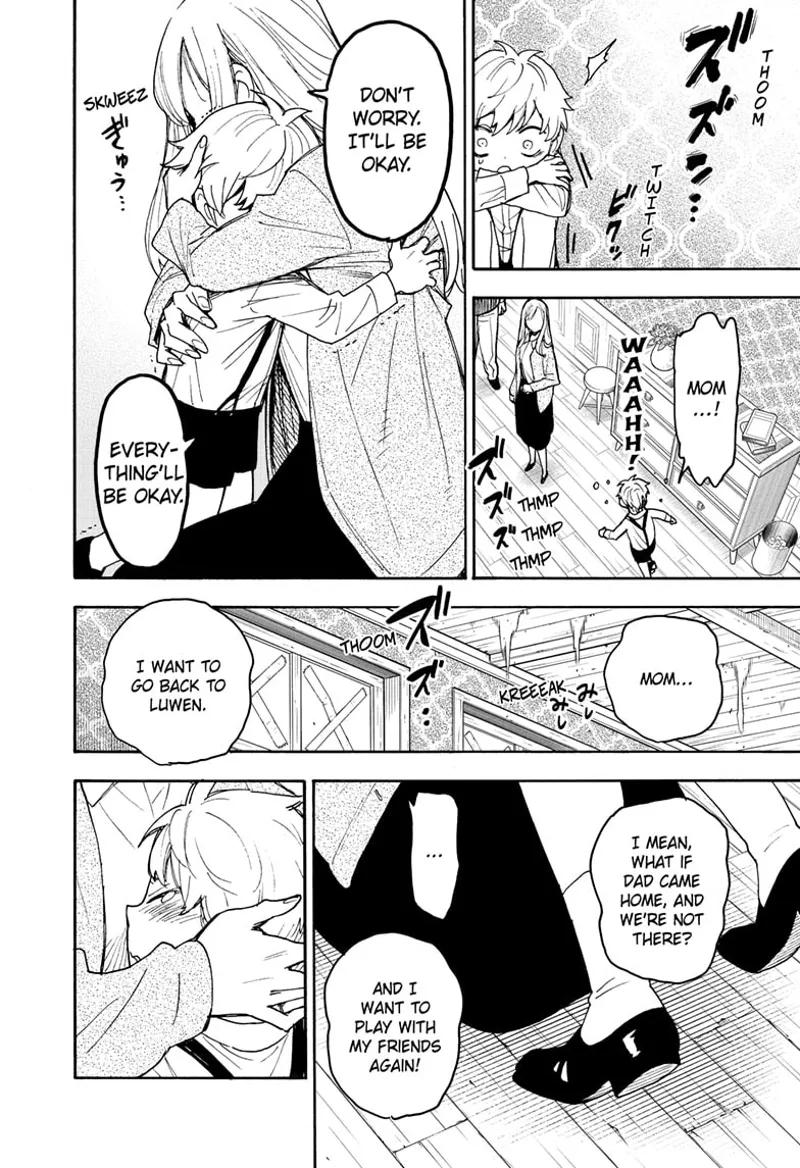 ズズン…
THOOM
ビクッ
TWITCH
MOM
...!
WAAAHH!
ズズズ
THMP
THMP
THMP
DON'T
WORRY.
IT'LL BE
OKAY.
SKWEEZ
ぎゅう…
EVERY-
THING'LL
BE OKAY.
MOM...
KREEEAK
みしみし
THOOM
ズズ…
I WANT TO
GO BACK TO
LUWEN.
I MEAN,
WHAT IF
DAD CAME
HOME, AND
WE'RE NOT
THERE?
...
AND I
WANT TO
PLAY WITH
MY FRIENDS
AGAIN!